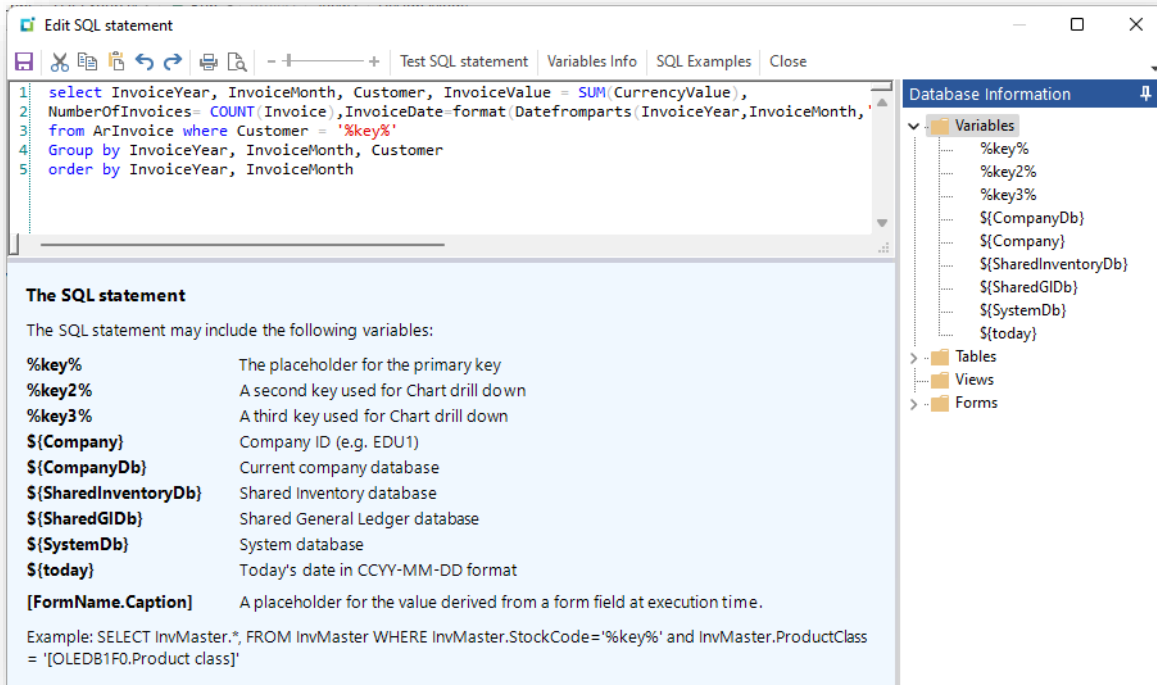 Edit SQL statement
Test SQL statement Variables Info SQL Examples Close
1 select InvoiceYear, InvoiceMonth, Customer, InvoiceValue = SUM(CurrencyValue),
2 NumberOfInvoices= COUNT(Invoice),InvoiceDate=format(Datefromparts(InvoiceYear,InvoiceMonth,'
3 from ArInvoice where Customer = '%key%'
4 Group by InvoiceYear, InvoiceMonth, Customer
5 order by InvoiceYear, InvoiceMonth
The SQL statement
The SQL statement may include the following variables:
%key% The placeholder for the primary key
%key2% A second key used for Chart drill down
%key3% A third key used for Chart drill down
${Company} Company ID (e.g. EDU1)
${CompanyDb} Current company database
${SharedInventoryDb} Shared Inventory database
${SharedGlDb} Shared General Ledger database
${SystemDb} System database
${today} Today's date in CCYY-MM-DD format
[FormName.Caption] A placeholder for the value derived from a form field at execution time.
Example: SELECT InvMaster.*, FROM InvMaster WHERE InvMaster.StockCode='%key%' and InvMaster.ProductClass
= '[OLEDB1F0.Product class]'
Database Information
Variables
%key%
%key2%
%key3%
${CompanyDb}
${Company}
${SharedInventoryDb}
${SharedGlDb}
${SystemDb}
${today}
Tables
Views
Forms